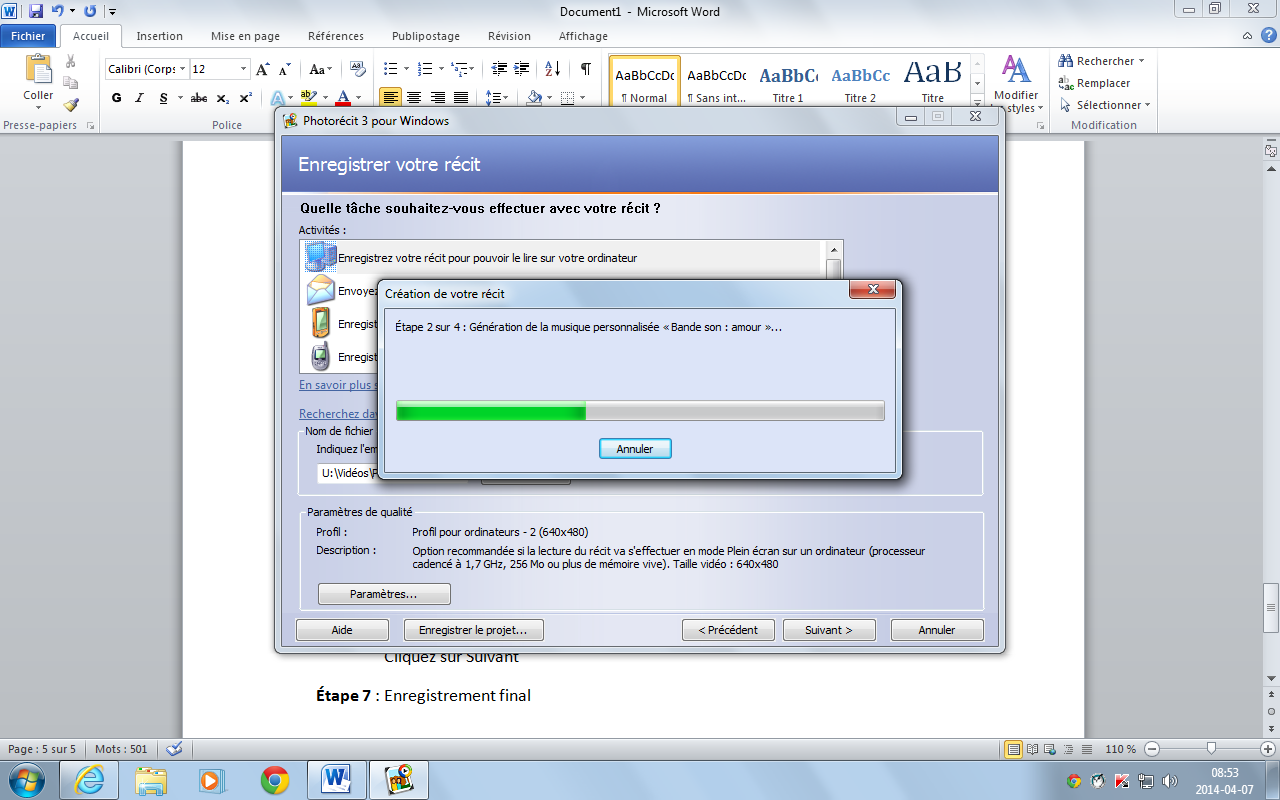 Document1 - Microsoft Word
Fichier Accueil Insertion Mise en page Références Publipostage Révision Affichage
Coller
Presse-papiers
Calibri (Corps 12
G I S abc X₂ X²
Police
AaBbCcDc AaBbCcDc AaBbCc AaBbCc AaB
¶ Normal ¶ Sans int... Titre 1 Titre 2 Titre
Modifier
les styles
Rechercher
Remplacer
Sélectionner
Modification
Photorécit 3 pour Windows
Enregistrer votre récit
Quelle tâche souhaitez-vous effectuer avec votre récit ?
Activités :
Enregistrez votre récit pour pouvoir le lire sur votre ordinateur
Envoyez
Enregist
Enregist
En savoir plus
Recherchez
Nom de fichier
Indiquez l'em
U:\Vidéos\
Création de votre récit
Étape 2 sur 4 : Génération de la musique personnalisée « Bande son : amour »...
Annuler
Paramètres de qualité
Profil : Profil pour ordinateurs - 2 (640x480)
Description : Option recommandée si la lecture du récit va s'effectuer en mode Plein écran sur un ordinateur (processeur
cadencé à 1,7 GHz, 256 Mo ou plus de mémoire vive). Taille vidéo : 640x480
Paramètres...
Aide Enregistrer le projet... < Précédent Suivant > Annuler
Cliquez sur Suivant
Étape 7 : Enregistrement final
Page : 5 sur 5 Mots : 501 110 %
08:53
2014-04-07